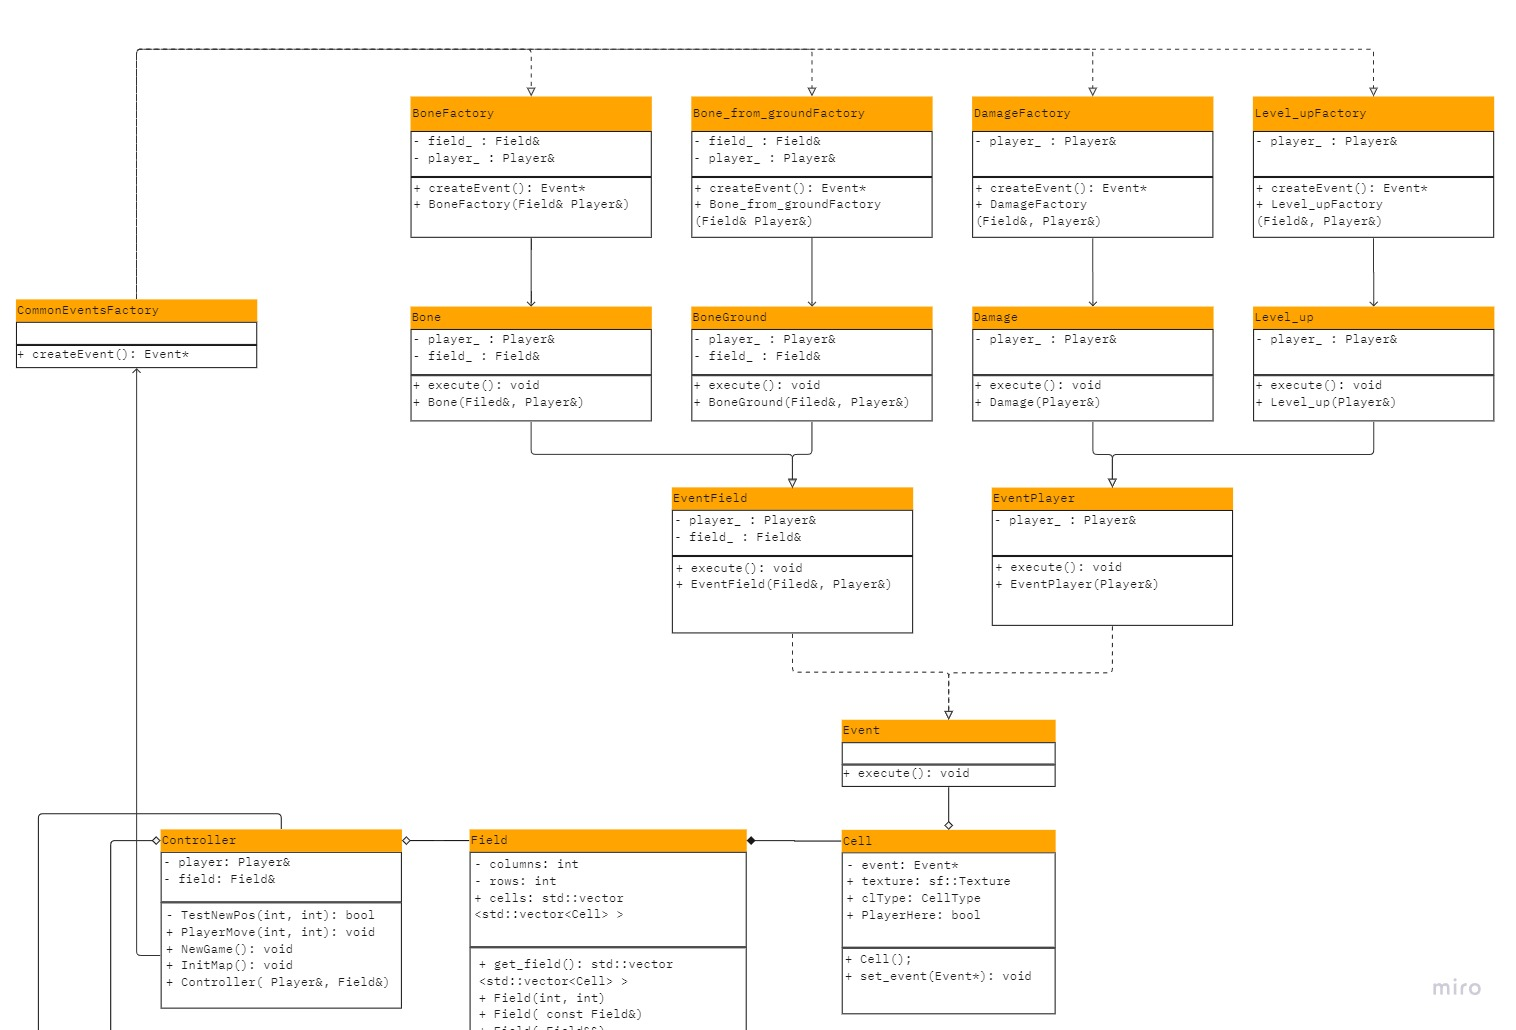 BoneFactory
- field_ : Field&
- player_ : Player&
+ createEvent(): Event*
+ BoneFactory(Field& Player&)
Bone_from_groundFactory
- field_ : Field&
- player_ : Player&
+ createEvent(): Event*
+ Bone_from_groundFactory
(Field& Player&)
DamageFactory
- player_ : Player&
+ createEvent(): Event*
+ DamageFactory
(Field&, Player&)
Level_upFactory
- player_ : Player&
+ createEvent(): Event*
+ Level_upFactory
(Field&, Player&)
CommonEventsFactory
+ createEvent(): Event*
Bone
- player_ : Player&
- field_ : Field&
+ execute(): void
+ Bone(Filed&, Player&)
BoneGround
- player_ : Player&
- field_ : Field&
+ execute(): void
+ BoneGround(Filed&, Player&)
Damage
- player_ : Player&
+ execute(): void
+ Damage(Player&)
Level_up
- player_ : Player&
+ execute(): void
+ Level_up(Player&)
EventField
- player_ : Player&
- field_ : Field&
+ execute(): void
+ EventField(Filed&, Player&)
EventPlayer
- player_ : Player&
+ execute(): void
+ EventPlayer(Player&)
Event
+ execute(): void
Controller
- player: Player&
- field: Field&
- TestNewPos(int, int): bool
+ PlayerMove(int, int): void
+ NewGame(): void
+ InitMap(): void
+ Controller( Player&, Field&)
Field
- columns: int
- rows: int
+ cells: std::vector
<std::vector<Cell> >
+ get_field(): std::vector
<std::vector<Cell> >
+ Field(int, int)
+ Field( const Field&)
+ Field( Field&&)
Cell
- event: Event*
+ texture: sf::Texture
+ clType: CellType
+ PlayerHere: bool
+ Cell();
+ set_event(Event*): void
miro